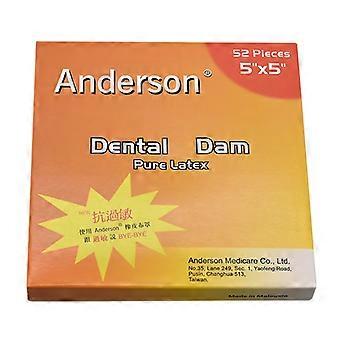 52 Pieces
5"x5"
Anderson®
Dental Dam
Pure Latex
抗過敏
使用 Anderson® 橡皮布罩
跟 過敏 說 BYE-BYE
Anderson Medicare Co., Ltd.
No.35, Lane 249, Sec. 1, Yaofeng Road,
Pusin, Changhua 513,
Taiwan.
Made in Malaysia